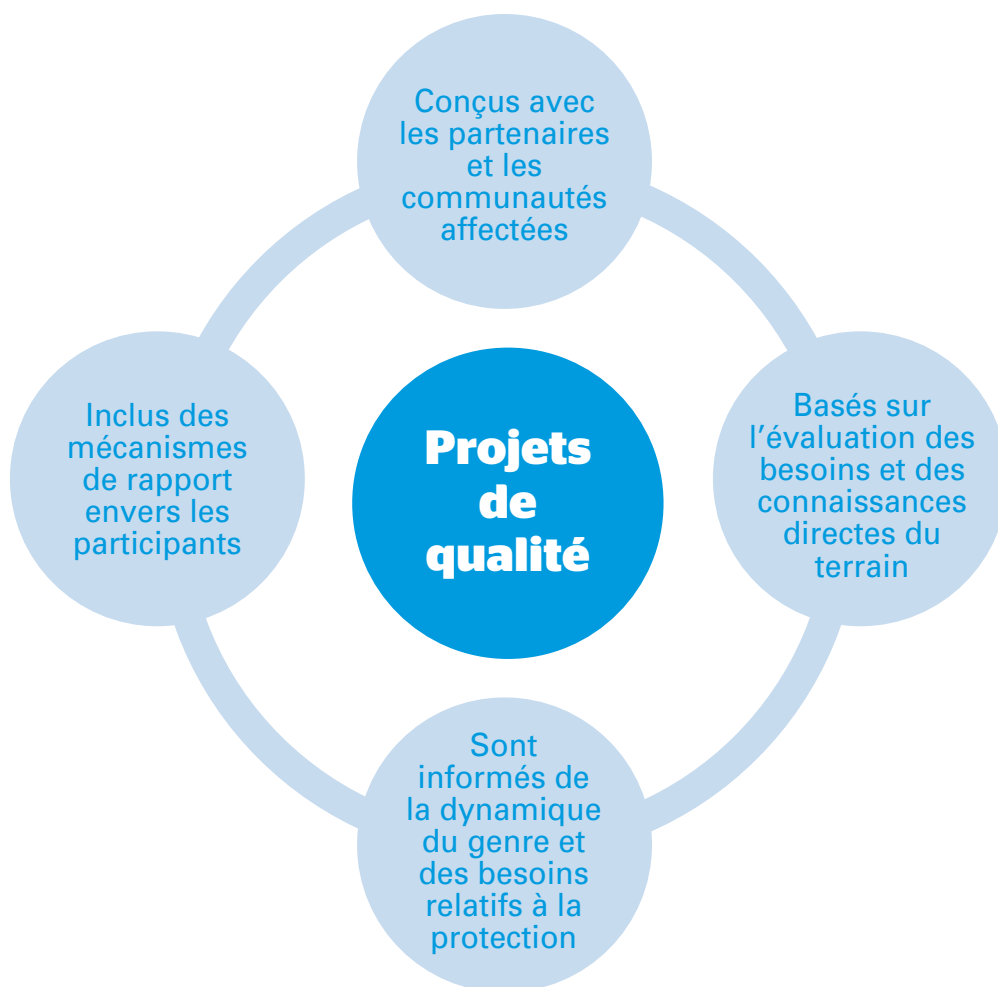 Conçus avec
les partenaires
et les
communautés
affectées
Inclus des
mécanismes
de rapport
envers les
participants
Projets
de
qualité
Basés sur
l'évaluation des
besoins et des
connaissances
directes du
terrain
Sont
informés de
la dynamique
du genre et
des besoins
relatifs à la
protection